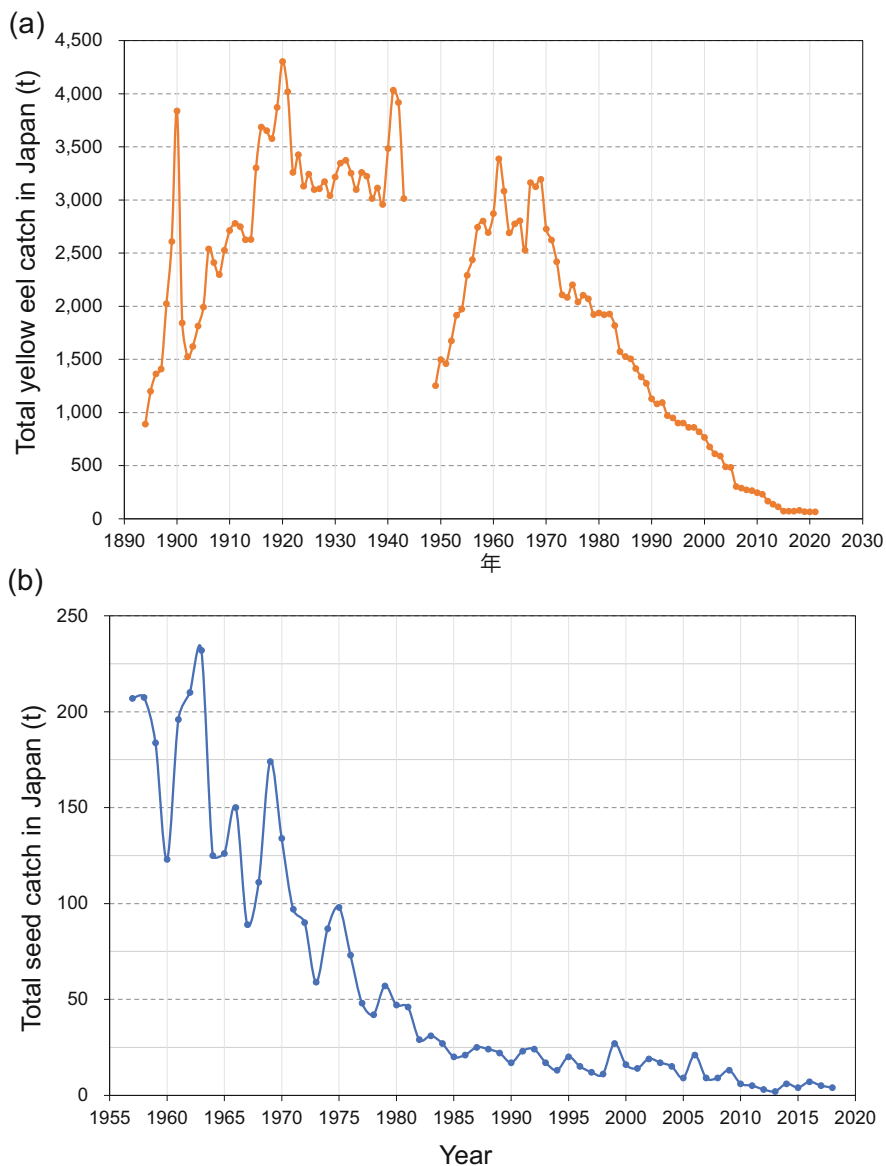 (a)
Total yellow eel catch in Japan (t)
4,500
4,000
3,500
3,000
2,500
2,000
1,500
1,000
500
0
1890 1900 1910 1920 1930 1940 1950 1960 1970 1980 1990 2000 2010 2020 2030
年
(b)
Total seed catch in Japan (t)
250
200
150
100
50
0
1955 1960 1965 1970 1975 1980 1985 1990 1995 2000 2005 2010 2015 2020
Year